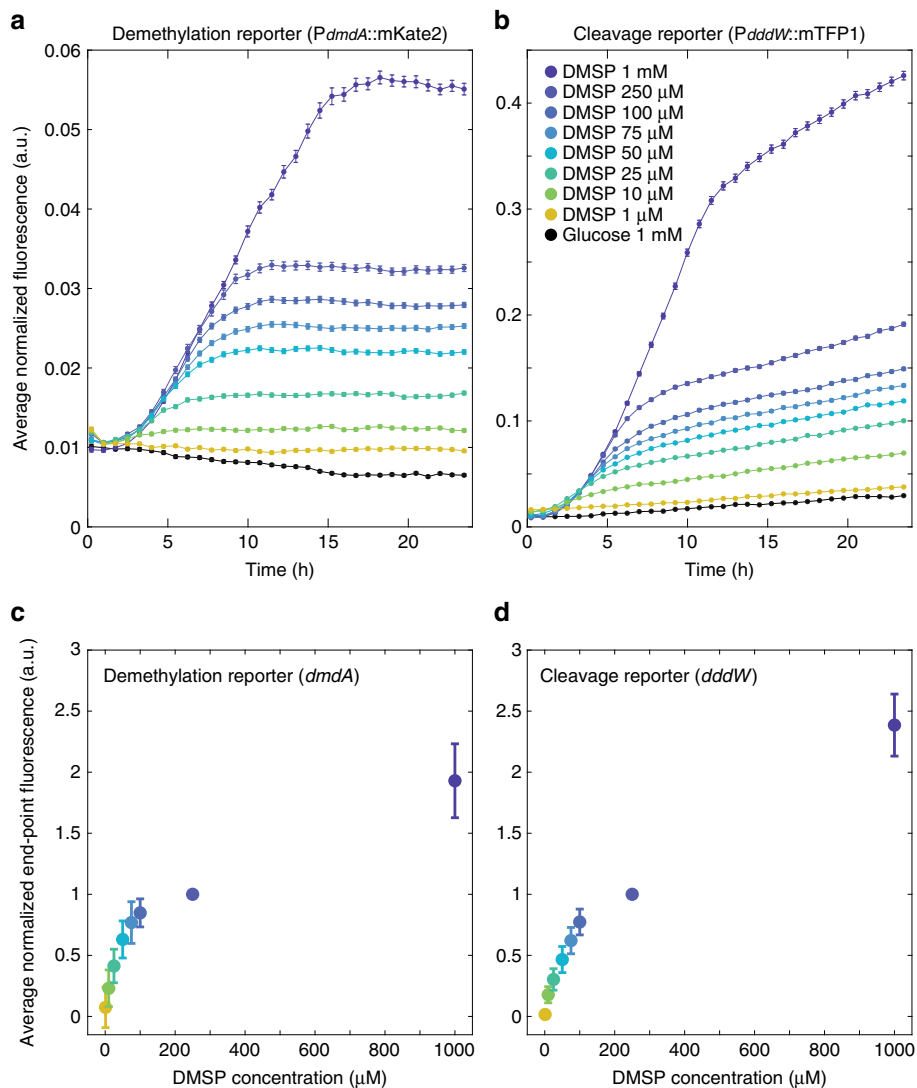 a
Demethylation reporter (PdmdA::mKate2)
Average normalized fluorescence (a.u.)
0.06
0.05
0.04
0.03
0.02
0.01
0
0 5 10 15 20
Time (h)
b
Cleavage reporter (PdddW::mTFP1)
DMSP 1 mM
DMSP 250 μM
DMSP 100 μM
DMSP 75 μM
DMSP 50 μM
DMSP 25 μM
DMSP 10 μM
DMSP 1 μM
Glucose 1 mM
0.4
0.3
0.2
0.1
0
0 5 10 15 20
Time (h)
c
Demethylation reporter (dmdA)
Average normalized end-point fluorescence (a.u.)
3
2.5
2
1.5
1
0.5
0
0 200 400 600 800 1000
DMSP concentration (μM)
d
Cleavage reporter (dddW)
3
2.5
2
1.5
1
0.5
0
0 200 400 600 800 1000
DMSP concentration (μM)